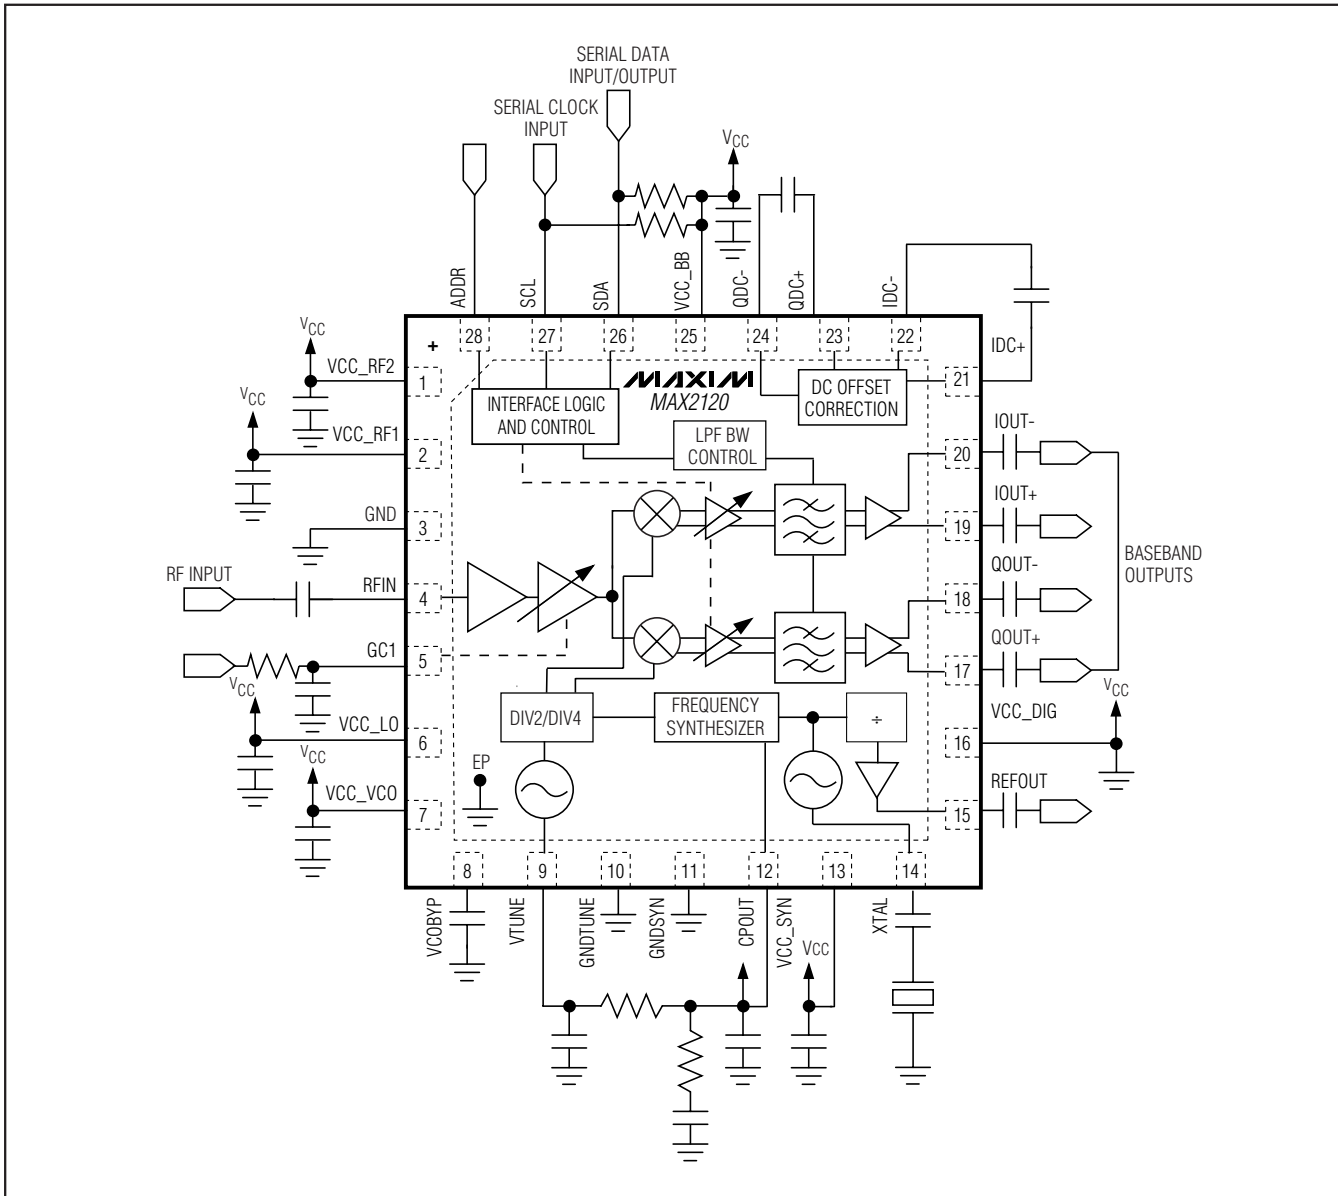 SERIAL DATA
INPUT/OUTPUT
SERIAL CLOCK
INPUT
VCC
ADDR
SCL
SDA
VCC_BB
QDC-
QDC+
IDC-
IDC+
28
27
26
25
24
23
22
+
MAXIM
MAX2120
VCC
VCC_RF2
1
VCC
VCC_RF1
2
GND
3
RF INPUT
RFIN
4
GC1
5
VCC
VCC_LO
6
VCC
VCC_VCO
7
INTERFACE LOGIC
AND CONTROL
LPF BW
CONTROL
DC OFFSET
CORRECTION
DIV2/DIV4
FREQUENCY
SYNTHESIZER
÷
EP
21
IOUT-
20
IOUT+
19
QOUT-
18
QOUT+
17
BASEBAND
OUTPUTS
VCC
VCC_DIG
16
REFOUT
15
8
9
10
11
12
13
14
VCOBYP
VTUNE
GNDTUNE
GNDSYN
CPOUT
VCC_SYN
XTAL
VCC